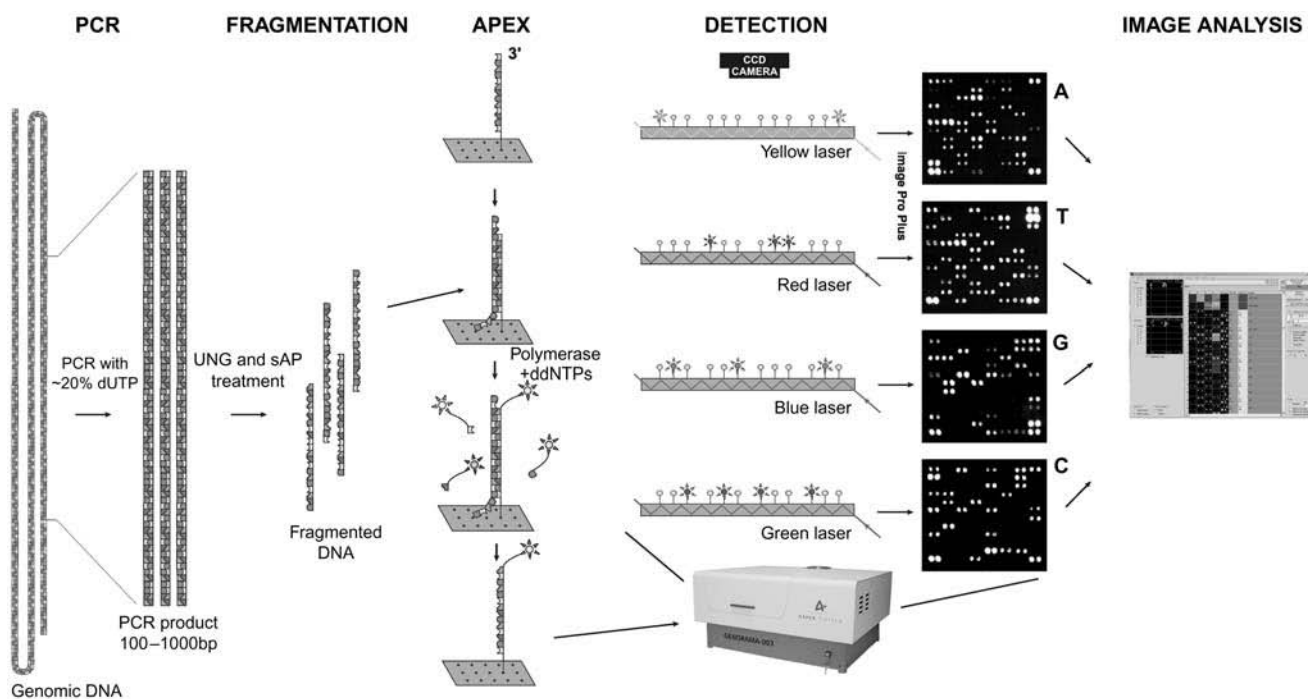 PCR
FRAGMENTATION
APEX
DETECTION
IMAGE ANALYSIS
3'
CCD
CAMERA
A
Yellow laser
Image Pro Plus
T
Red laser
PCR with
~20% dUTP
UNG and sAP
treatment
Polymerase
+ddNTPs
G
Blue laser
C
Green laser
Fragmented
DNA
PCR product
100–1000bp
GENORAMA-003
Genomic DNA